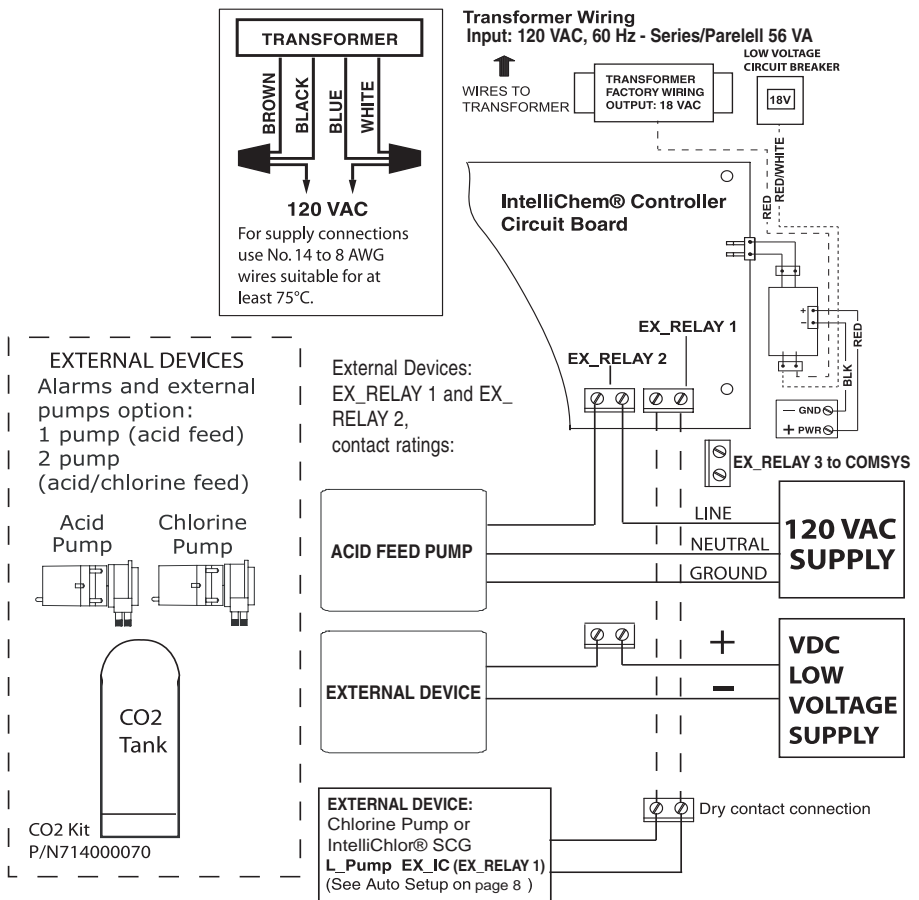 TRANSFORMER
BROWN
BLACK
BLUE
WHITE
120 VAC
For supply connections
use No. 14 to 8 AWG
wires suitable for at
least 75°C.
Transformer Wiring
Input: 120 VAC, 60 Hz - Series/Parelell 56 VA
WIRES TO
TRANSFORMER
TRANSFORMER
FACTORY WIRING
OUTPUT: 18 VAC
LOW VOLTAGE
CIRCUIT BREAKER
18V
RED/WHITE
RED
IntelliChem® Controller
Circuit Board
EX_RELAY 1
EX_RELAY 2
+
–
RED
BLK
— GND
+ PWR
EX_RELAY 3 to COMSYS
EXTERNAL DEVICES
Alarms and external
pumps option:
1 pump (acid feed)
2 pump
(acid/chlorine feed)
Acid
Pump
Chlorine
Pump
CO2
Tank
CO2 Kit
P/N714000070
External Devices:
EX_RELAY 1 and EX_
RELAY 2,
contact ratings:
ACID FEED PUMP
LINE
NEUTRAL
GROUND
120 VAC
SUPPLY
EXTERNAL DEVICE
+
–
VDC
LOW
VOLTAGE
SUPPLY
EXTERNAL DEVICE:
Chlorine Pump or
IntelliChlor® SCG
L_Pump EX_IC (EX_RELAY 1)
(See Auto Setup on page 8 )
Dry contact connection